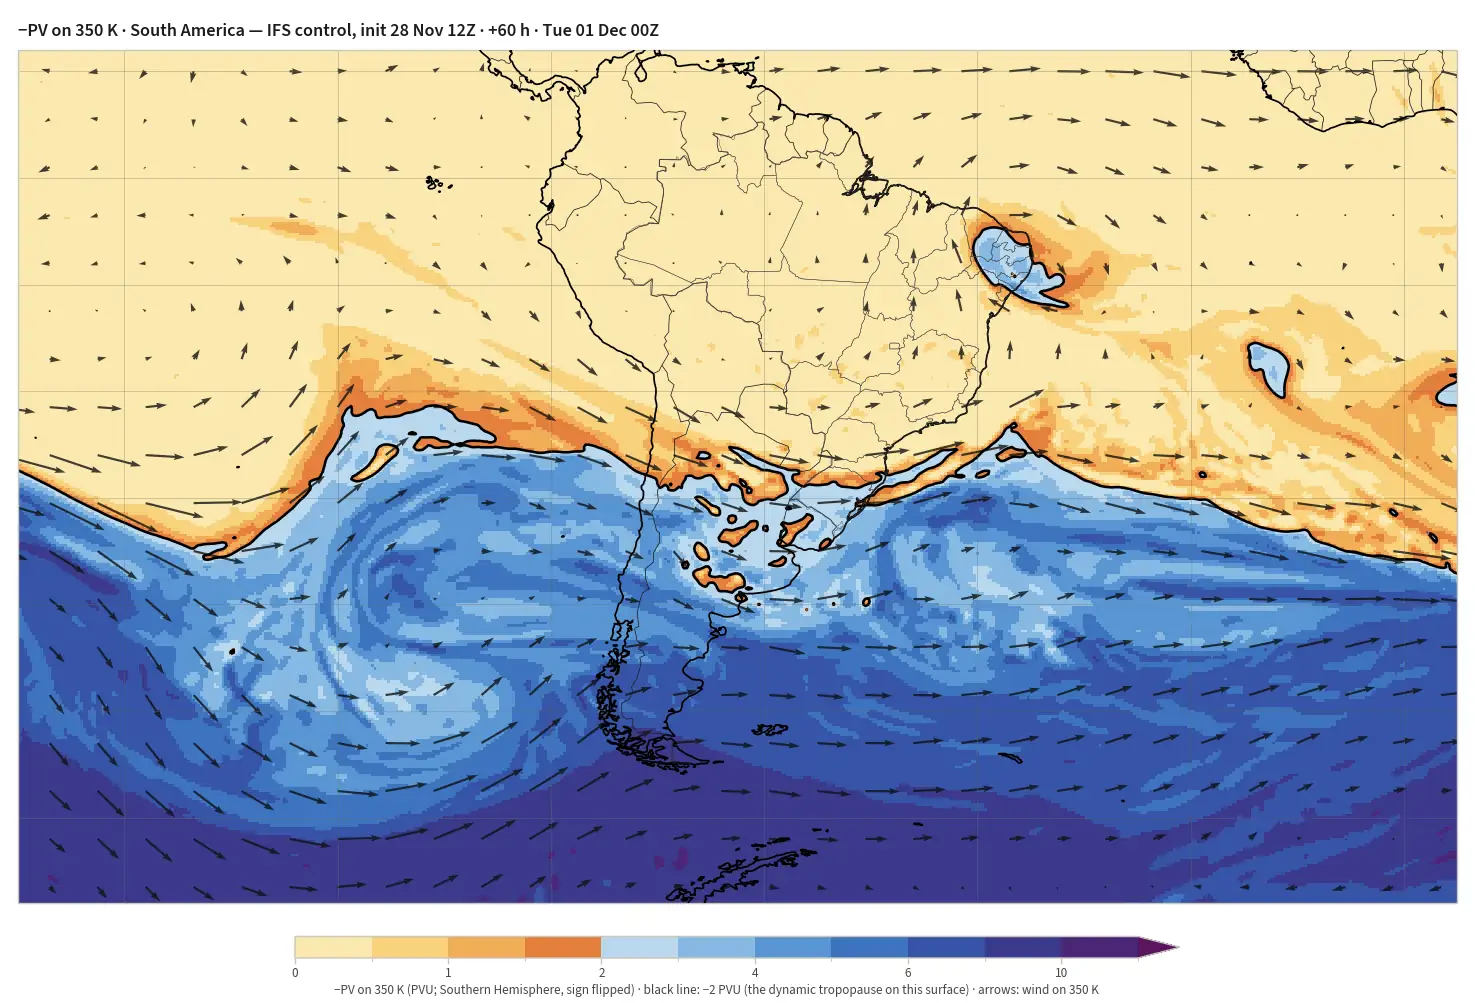 −PV on 350 K · South America — IFS control, init 28 Nov 12Z · +60 h · Tue 01 Dec 00Z
0 1 2 4 6 10
−PV on 350 K (PVU; Southern Hemisphere, sign flipped) · black line: −2 PVU (the dynamic tropopause on this surface) · arrows: wind on 350 K